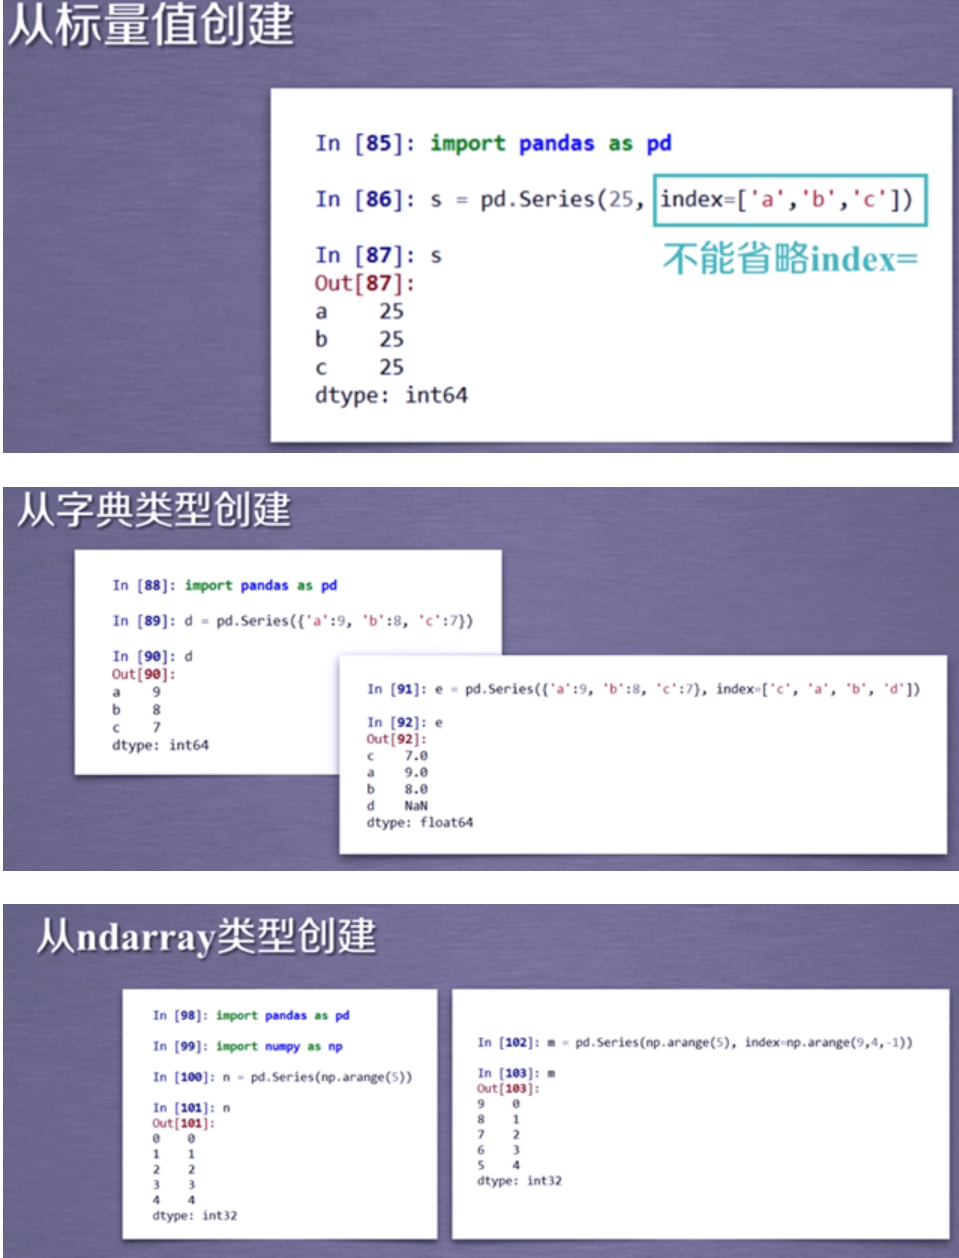 从标量值创建
In [85]: import pandas as pd
In [86]: s = pd.Series(25, index=['a','b','c'])
不能省略index=
In [87]: s
Out[87]:
a    25
b    25
c    25
dtype: int64
从字典类型创建
In [88]: import pandas as pd
In [89]: d = pd.Series({'a':9, 'b':8, 'c':7})
In [90]: d
Out[90]:
a    9
b    8
c    7
dtype: int64
In [91]: e = pd.Series({'a':9, 'b':8, 'c':7}, index=['c', 'a', 'b', 'd'])
In [92]: e
Out[92]:
c    7.0
a    9.0
b    8.0
d    NaN
dtype: float64
从ndarray类型创建
In [98]: import pandas as pd
In [99]: import numpy as np
In [100]: n = pd.Series(np.arange(5))
In [101]: n
Out[101]:
0    0
1    1
2    2
3    3
4    4
dtype: int32
In [102]: m = pd.Series(np.arange(5), index=np.arange(9,4,-1))
In [103]: m
Out[103]:
9    0
8    1
7    2
6    3
5    4
dtype: int32